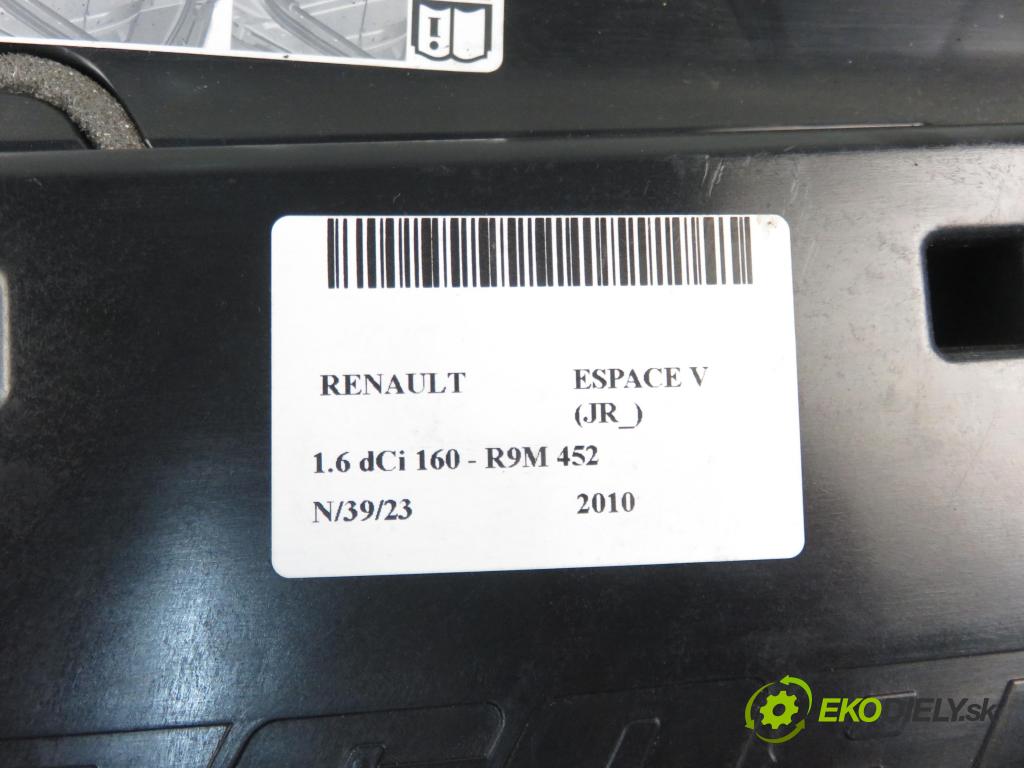 RENAULT ESPACE V
(JR_)
1.6 dCi 160 - R9M 452
N/39/23 2010
EKODIELY.sk